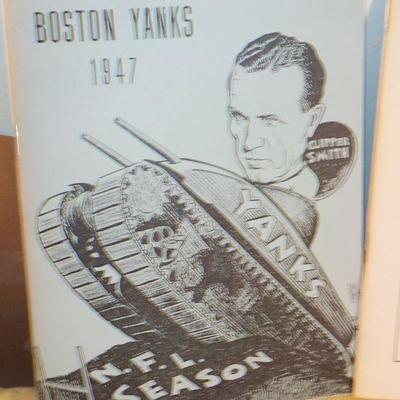 BOSTON YANKS
1947
CLIPPER
SMITH
YANKS
N.F.L.
SEASON